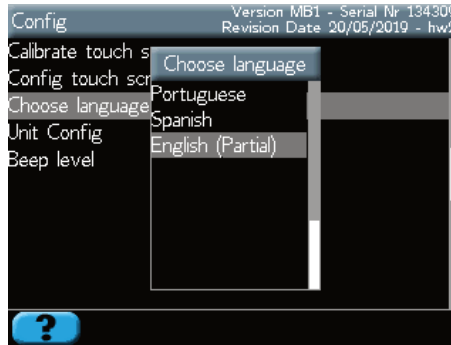 Config
Version MB1 - Serial Nr 134309
Revision Date 20/05/2019 - hw
Calibrate touch s
Config touch scr
Choose language
Unit Config
Beep level
Choose language
Portuguese
Spanish
English (Partial)
?